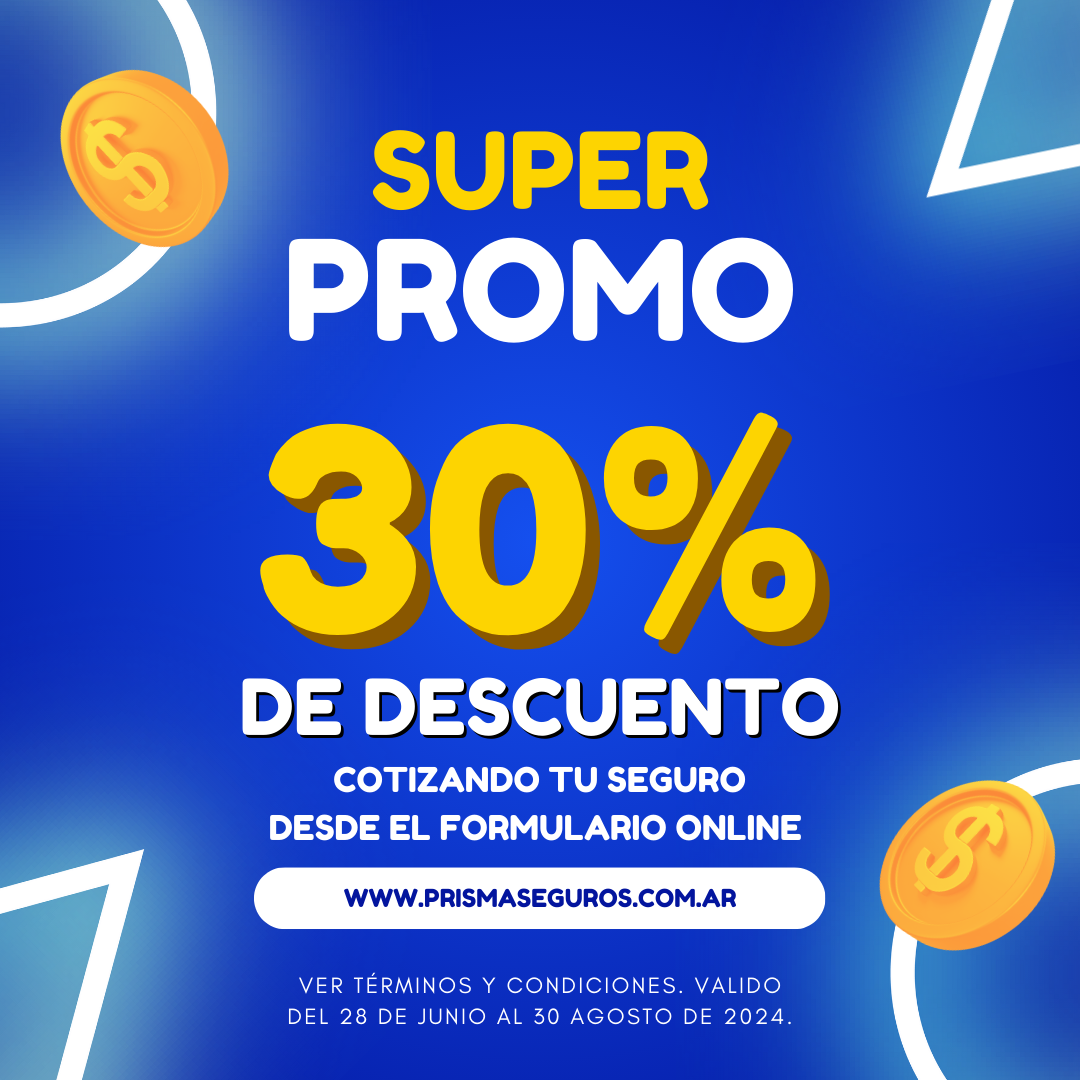 SUPER
PROMO
30%
DE DESCUENTO
COTIZANDO TU SEGURO
DESDE EL FORMULARIO ONLINE
WWW.PRISMASEGUROS.COM.AR
VER TÉRMINOS Y CONDICIONES. VALIDO
DEL 28 DE JUNIO AL 30 AGOSTO DE 2024.